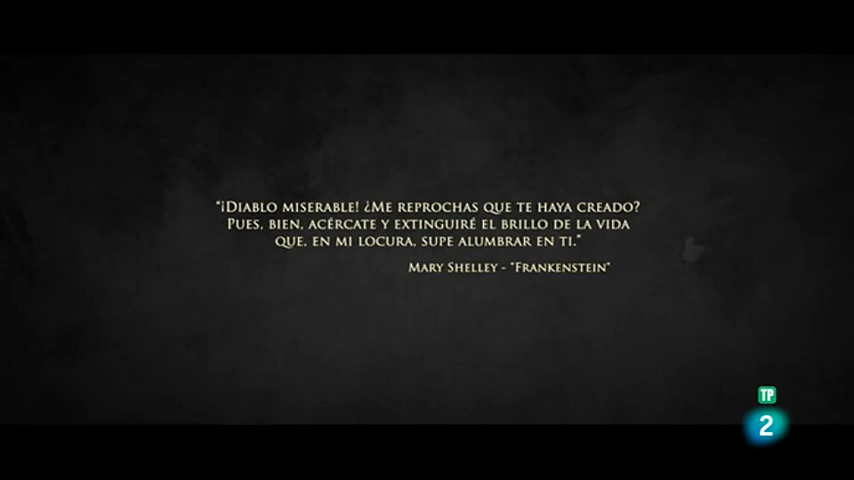 "¡Diablo miserable! ¿Me reprochas que te haya creado?
Pues, bien, acércate y extinguiré el brillo de la vida
que, en mi locura, supe alumbrar en ti."
Mary Shelley - "Frankenstein"
TP
2